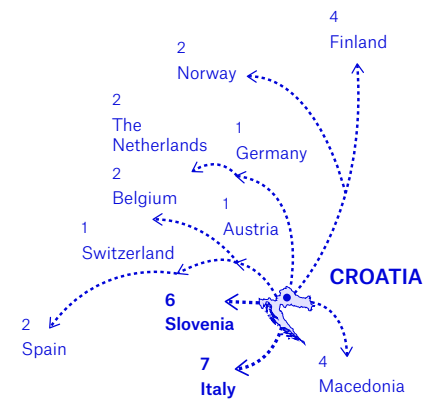 4
Finland
2
Norway
2
The
Netherlands
1
Germany
2
Belgium
1
Austria
1
Switzerland
CROATIA
6
Slovenia
2
Spain
7
Italy
4
Macedonia